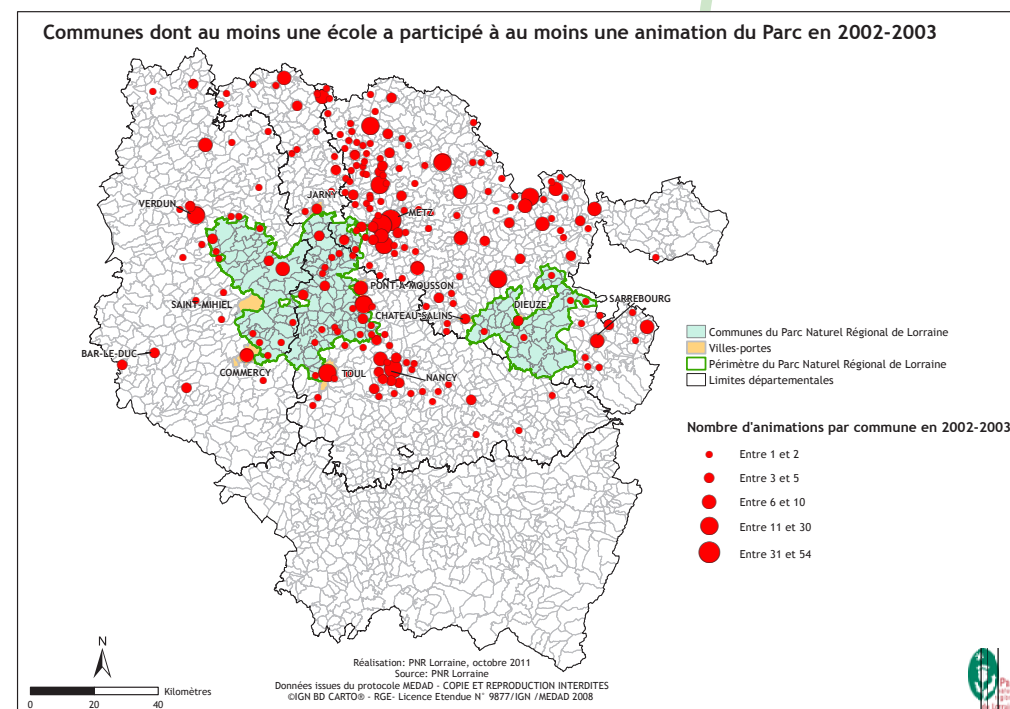 Communes dont au moins une école a participé à au moins une animation du Parc en 2002-2003
JARNY
VERDUN
METZ
PONT-A-MOUSSON
SAINT-MIHIEL
DIEUZE
SARREBOURG
CHATEAU-SALINS
BAR-LE-DUC
COMMERCY
TOUL
NANCY
Communes du Parc Naturel Régional de Lorraine
Villes-portes
Périmètre du Parc Naturel Régional de Lorraine
Limites départementales
Nombre d'animations par commune en 2002-2003
Entre 1 et 2
Entre 3 et 5
Entre 6 et 10
Entre 11 et 30
Entre 31 et 54
N
Kilomètres
0 20 40
Réalisation: PNR Lorraine, octobre 2011
Source: PNR Lorraine
Données issues du protocole MEDAD - COPIE ET REPRODUCTION INTERDITES
©IGN BD CARTO® - RGE- Licence Etendue N° 9877/IGN /MEDAD 2008